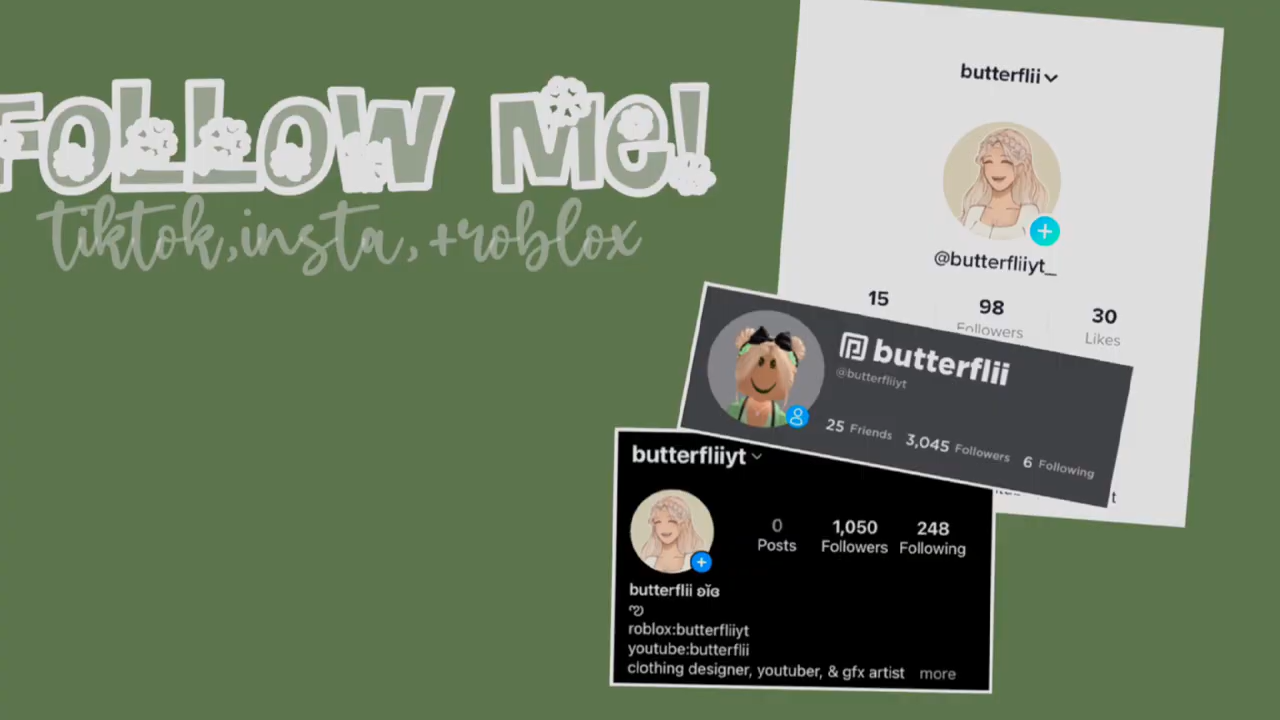 FOLLOW Me!
tiktok,insta, +roblox
butterflii
@butterfliiyt_
15
98 Followers
30 Likes
butterflii
@butterfliiyt
25 Friends 3,045 Followers 6 Following
butterfliiyt
0 Posts
1,050 Followers
248 Following
butterflii ʚĭɞ
roblox:butterfliiyt
youtube:butterflii
clothing designer, youtuber, & gfx artist more